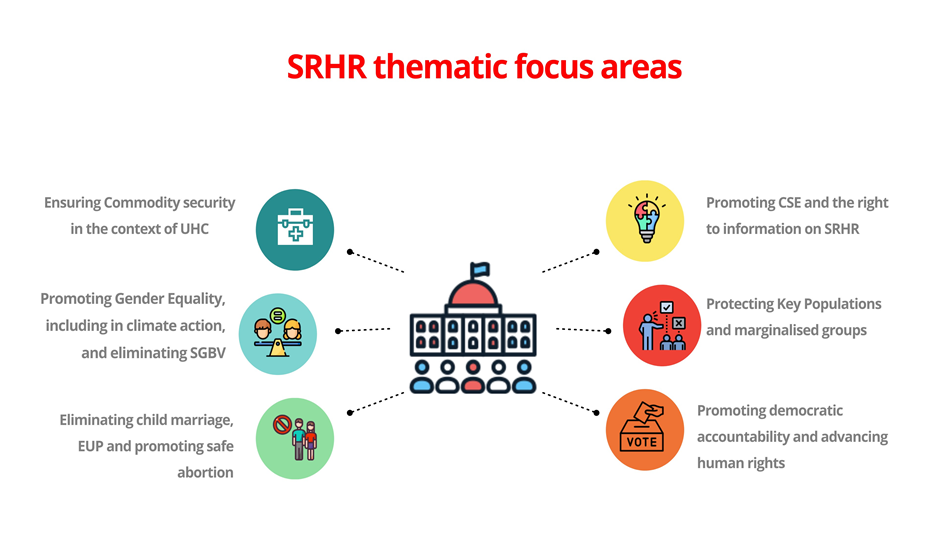 SRHR thematic focus areas
Ensuring Commodity security
in the context of UHC
Promoting Gender Equality,
including in climate action,
and eliminating SGBV
Eliminating child marriage,
EUP and promoting safe
abortion
Promoting CSE and the right
to information on SRHR
Protecting Key Populations
and marginalised groups
VOTE
Promoting democratic
accountability and advancing
human rights